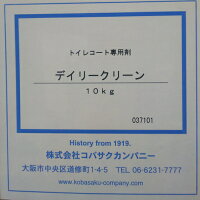 トイレコート専用剤
デイリークリーン
10kg
037101
History from 1919.
株式会社コバサクカンパニー
大阪市中央区道修町1-4-5 TEL 06-6231-7777
www.kobasaku-company.com